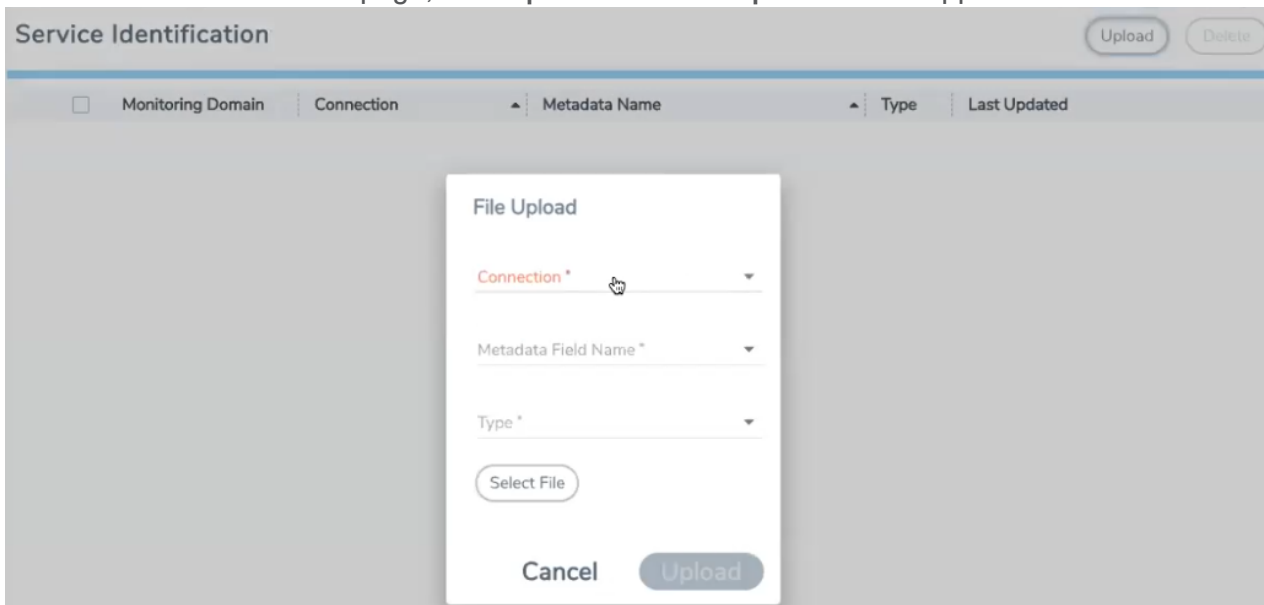 Service Identification
Upload Delete
Monitoring Domain Connection Metadata Name Type Last Updated
File Upload
Connection *
Metadata Field Name *
Type *
Select File
Cancel Upload